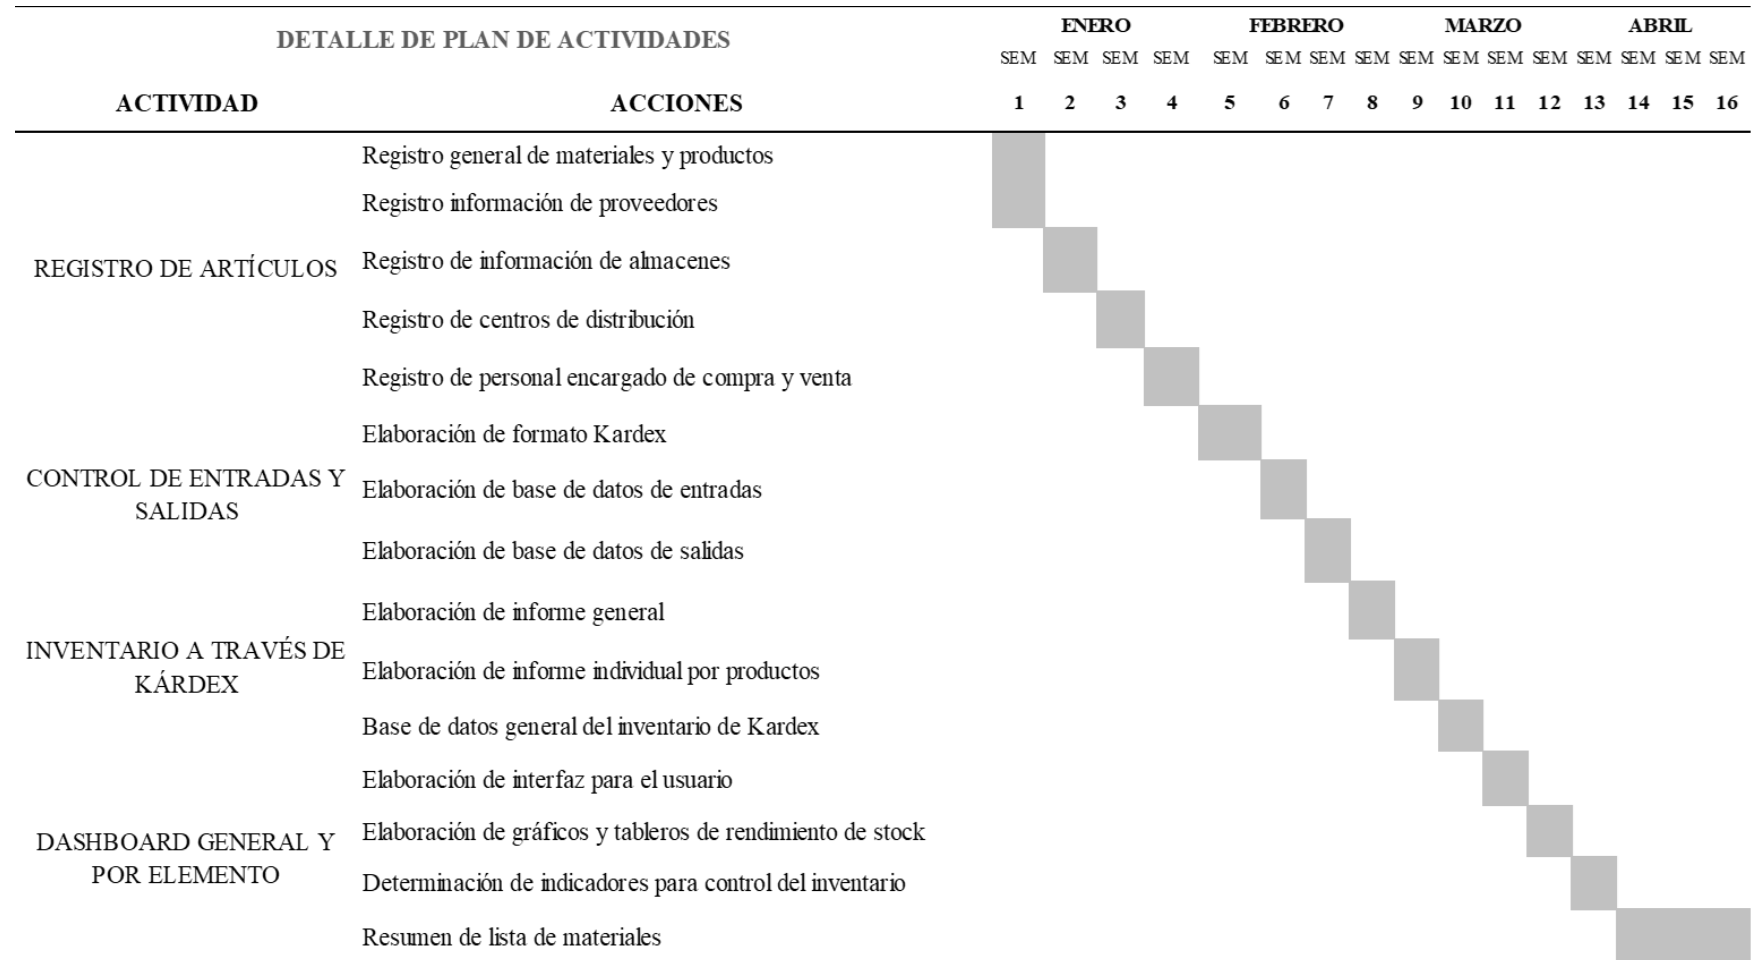 DETALLE DE PLAN DE ACTIVIDADES
ENERO FEBRERO MARZO ABRIL
SEM SEM SEM SEM SEM SEM SEM SEM SEM SEM SEM SEM SEM SEM SEM SEM
ACTIVIDAD ACCIONES 1 2 3 4 5 6 7 8 9 10 11 12 13 14 15 16
REGISTRO DE ARTÍCULOS
Registro general de materiales y productos
Registro información de proveedores
Registro de información de almacenes
Registro de centros de distribución
Registro de personal encargado de compra y venta
CONTROL DE ENTRADAS Y
SALIDAS
Elaboración de formato Kardex
Elaboración de base de datos de entradas
Elaboración de base de datos de salidas
INVENTARIO A TRAVÉS DE
KÁRDEX
Elaboración de informe general
Elaboración de informe individual por productos
Base de datos general del inventario de Kardex
DASHBOARD GENERAL Y
POR ELEMENTO
Elaboración de interfaz para el usuario
Elaboración de gráficos y tableros de rendimiento de stock
Determinación de indicadores para control del inventario
Resumen de lista de materiales